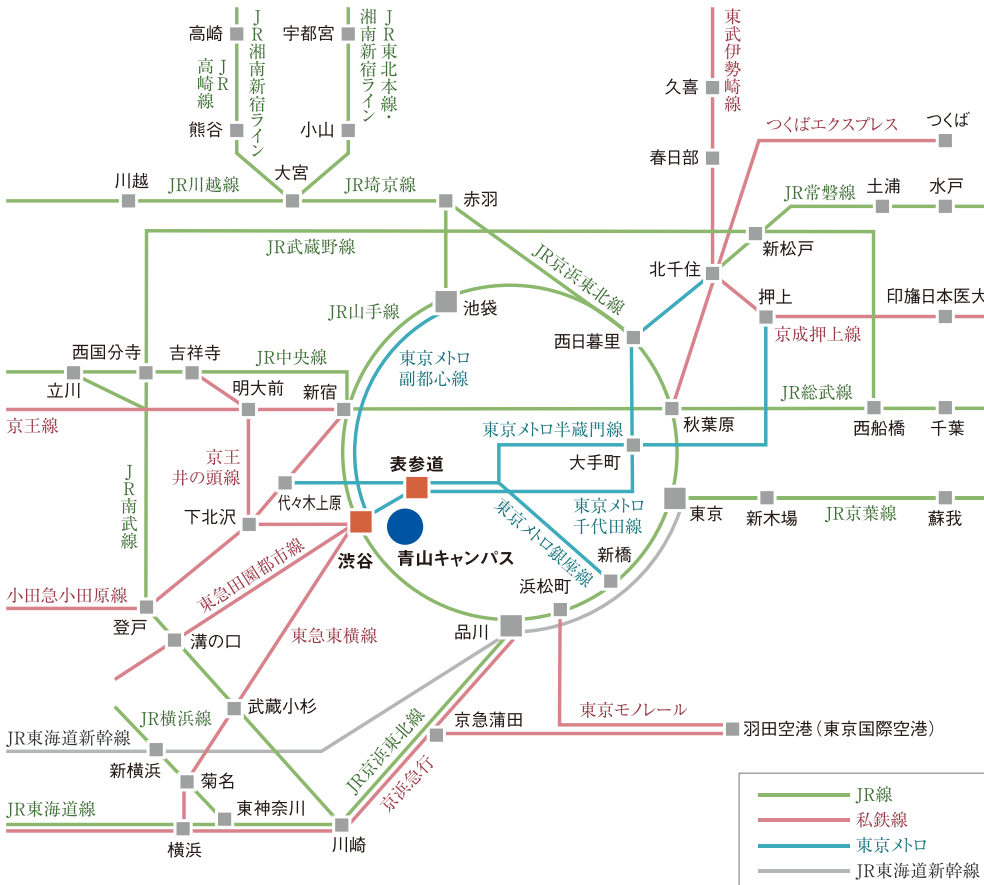 高崎
宇都宮
JR湘南新宿ライン
JR高崎線
JR東北本線・
湘南新宿ライン
東武伊勢崎線
久喜
つくばエクスプレス
つくば
熊谷
小山
春日部
大宮
川越
JR川越線
JR埼京線
赤羽
JR常磐線
土浦
水戸
JR武蔵野線
JR京浜東北線
新松戸
北千住
押上
印旛日本医大
JR山手線
池袋
西日暮里
京成押上線
西国分寺
吉祥寺
JR中央線
東京メトロ
副都心線
立川
明大前
新宿
JR総武線
秋葉原
西船橋
千葉
京王線
東京メトロ半蔵門線
大手町
京王
井の頭線
表参道
JR南武線
代々木上原
東京メトロ
千代田線
東京
新木場
JR京葉線
蘇我
下北沢
渋谷
青山キャンパス
東京メトロ銀座線
新橋
東急田園都市線
浜松町
小田急小田原線
登戸
東急東横線
品川
溝の口
武蔵小杉
JR横浜線
東京モノレール
京急蒲田
羽田空港（東京国際空港）
JR東海道新幹線
新横浜
JR京浜東北線
京浜急行
菊名
JR東海道線
東神奈川
横浜
川崎
JR線
私鉄線
東京メトロ
JR東海道新幹線